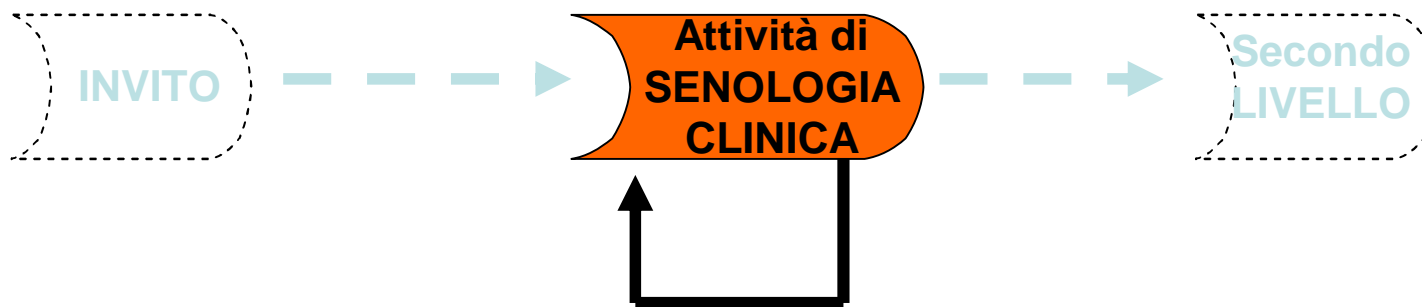 INVITO
Attività di
SENOLOGIA
CLINICA
Secondo
LIVELLO